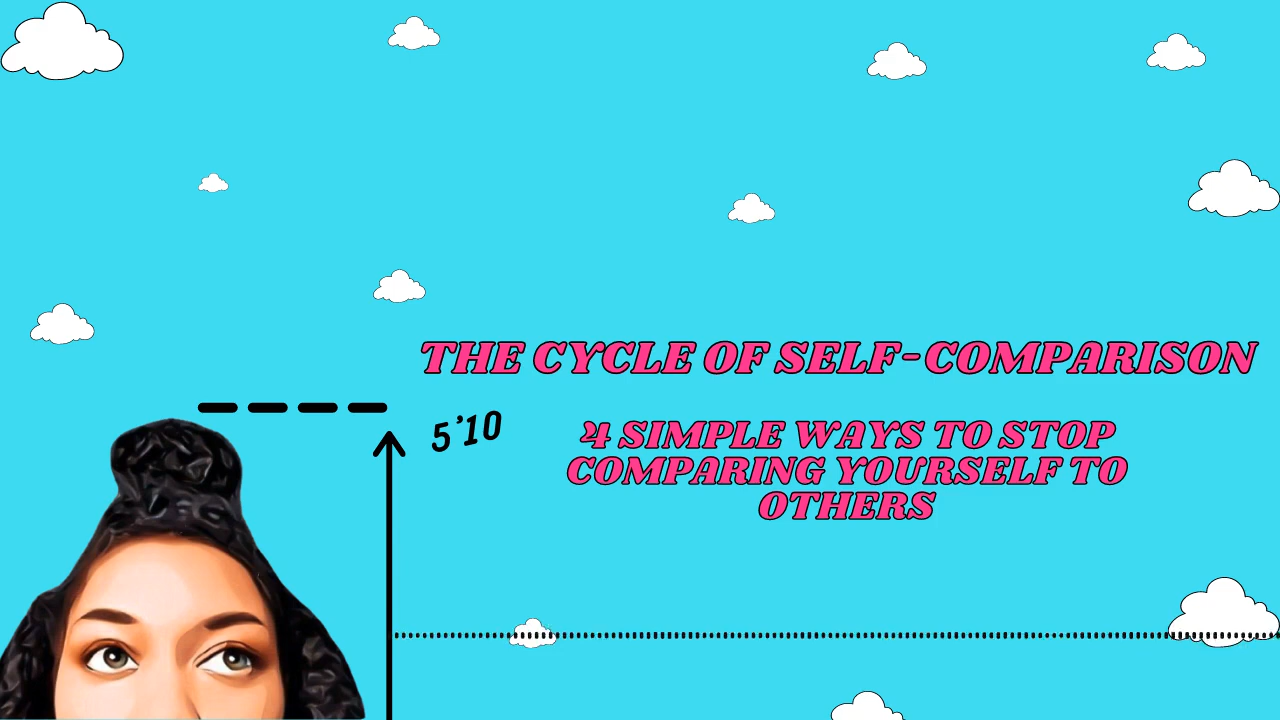 THE CYCLE OF SELF-COMPARISON
5'10
4 SIMPLE WAYS TO STOP
COMPARING YOURSELF TO
OTHERS